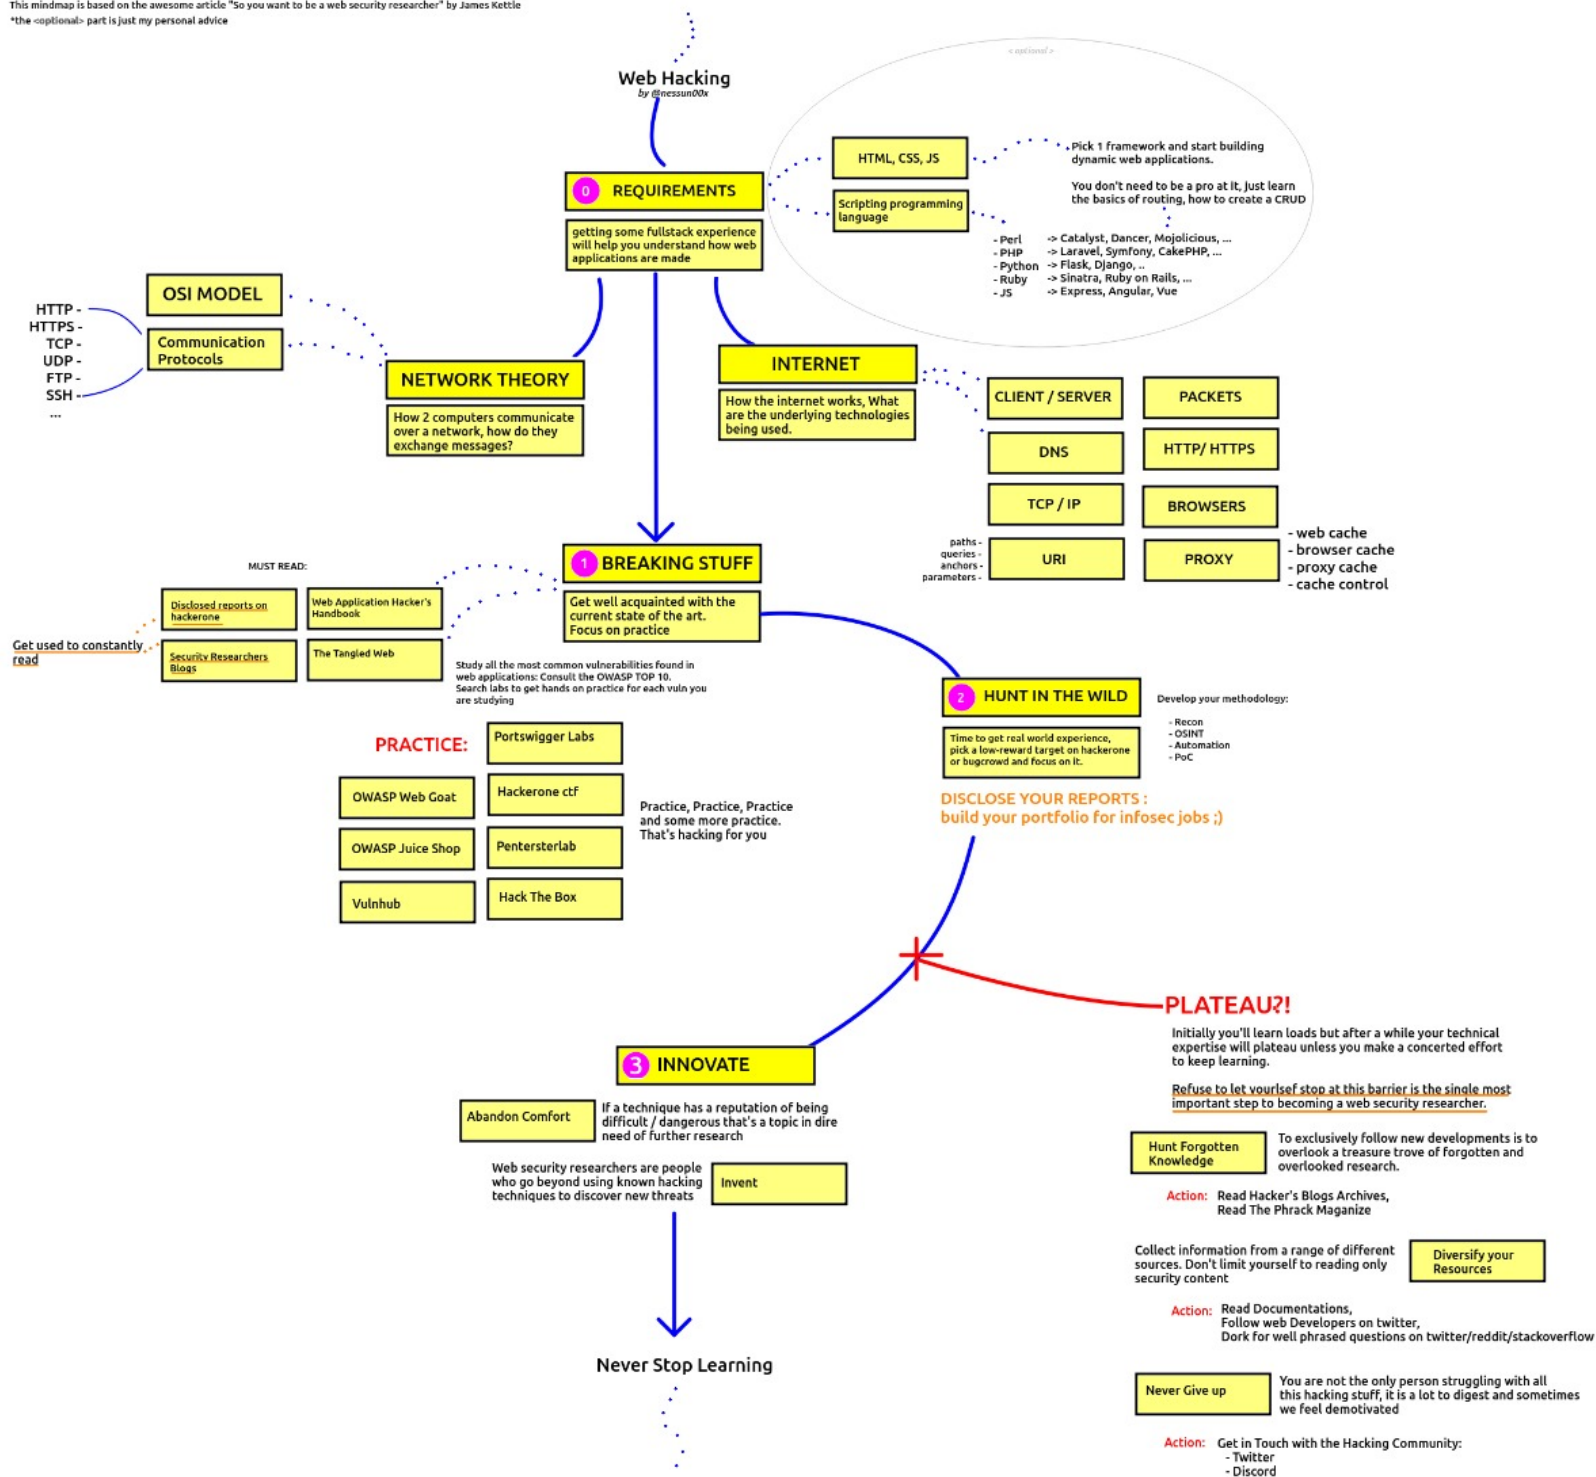 This mindmap is based on the awesome article "So you want to be a web security researcher" by James Kettle
*the <optional> part is just my personal advice
Web Hacking
by @nessun00x
< optional >
0 REQUIREMENTS
getting some fullstack experience
will help you understand how web
applications are made
HTML, CSS, JS
Pick 1 framework and start building
dynamic web applications.
You don't need to be a pro at it, just learn
the basics of routing, how to create a CRUD
Scripting programming
language
- Perl -> Catalyst, Dancer, Mojolicious, ...
- PHP -> Laravel, Symfony, CakePHP, ...
- Python -> Flask, Django, ..
- Ruby -> Sinatra, Ruby on Rails, ...
- JS -> Express, Angular, Vue
OSI MODEL
Communication
Protocols
HTTP -
HTTPS -
TCP -
UDP -
FTP -
SSH -
...
NETWORK THEORY
How 2 computers communicate
over a network, how do they
exchange messages?
INTERNET
How the internet works, What
are the underlying technologies
being used.
CLIENT / SERVER
PACKETS
DNS
HTTP/ HTTPS
TCP / IP
BROWSERS
URI
PROXY
paths -
queries -
anchors -
parameters -
- web cache
- browser cache
- proxy cache
- cache control
1 BREAKING STUFF
Get well acquainted with the
current state of the art.
Focus on practice
MUST READ:
Disclosed reports on
hackerone
Web Application Hacker's
Handbook
Security Researchers
Blogs
The Tangled Web
Get used to constantly
read
Study all the most common vulnerabilities found in
web applications: Consult the OWASP TOP 10.
Search labs to get hands on practice for each vuln you
are studying
PRACTICE:
Portswigger Labs
OWASP Web Goat
Hackerone ctf
OWASP Juice Shop
Pentersterlab
Vulnhub
Hack The Box
Practice, Practice, Practice
and some more practice.
That's hacking for you
2 HUNT IN THE WILD
Time to get real world experience,
pick a low-reward target on hackerone
or bugcrowd and focus on it.
Develop your methodology:
- Recon
- OSINT
- Automation
- PoC
DISCLOSE YOUR REPORTS :
build your portfolio for infosec jobs ;)
PLATEAU?!
Initially you'll learn loads but after a while your technical
expertise will plateau unless you make a concerted effort
to keep learning.
Refuse to let yourlsef stop at this barrier is the single most
important step to becoming a web security researcher.
Hunt Forgotten
Knowledge
To exclusively follow new developments is to
overlook a treasure trove of forgotten and
overlooked research.
Action: Read Hacker's Blogs Archives,
Read The Phrack Maganize
Collect information from a range of different
sources. Don't limit yourself to reading only
security content
Diversify your
Resources
Action: Read Documentations,
Follow web Developers on twitter,
Dork for well phrased questions on twitter/reddit/stackoverflow
Never Give up
You are not the only person struggling with all
this hacking stuff, it is a lot to digest and sometimes
we feel demotivated
Action: Get in Touch with the Hacking Community:
- Twitter
- Discord
3 INNOVATE
Abandon Comfort
If a technique has a reputation of being
difficult / dangerous that's a topic in dire
need of further research
Web security researchers are people
who go beyond using known hacking
techniques to discover new threats
Invent
Never Stop Learning